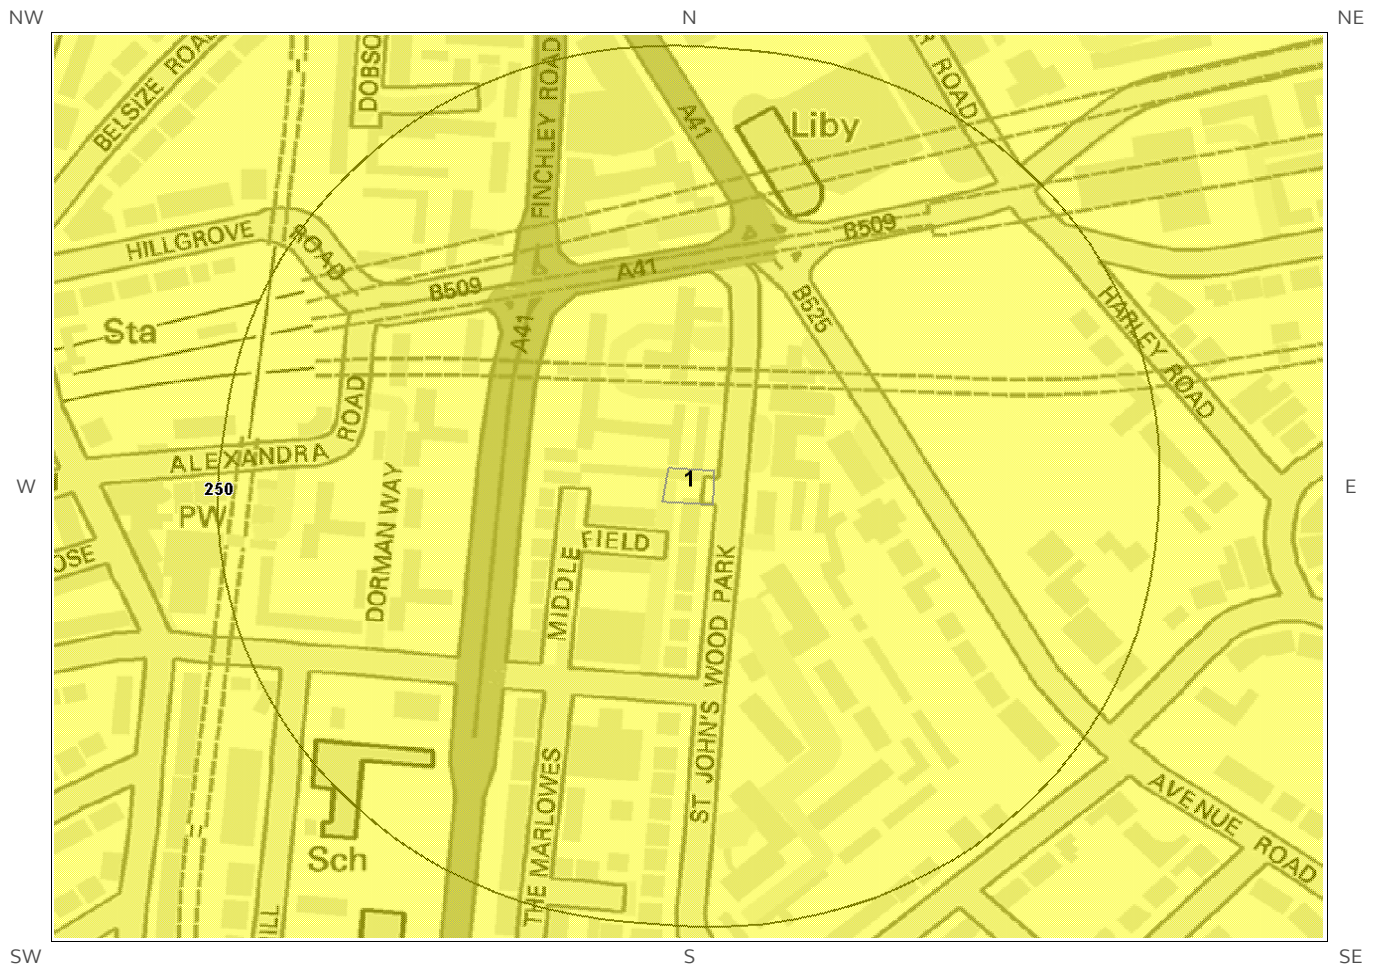 NW
N
NE
BELSIZE ROAD
DOBSO
FINCHLEY ROAD
A41
Liby
R ROAD
HILLGROVE
ROAD
B509
A41
B509
Sta
A41
B525
HARLEY ROAD
ROAD
ALEXANDRA
W
250
PW
1
E
OSE
DORMAN WAY
MIDDLE
FIELD
ST JOHN'S WOOD PARK
THE MARLOWES
AVENUE ROAD
Sch
ILL
SW
S
SE